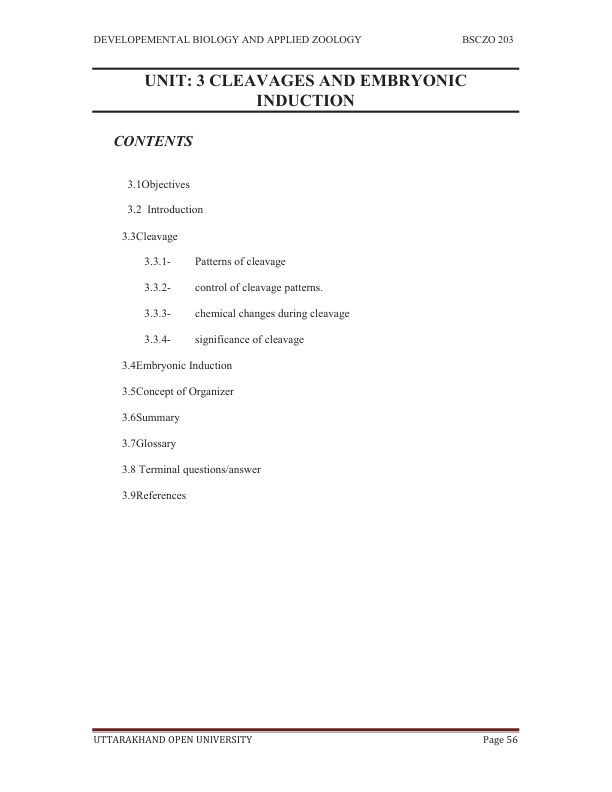 DEVELOPEMENTAL BIOLOGY AND APPLIED ZOOLOGY BSCZO 203
UNIT: 3 CLEAVAGES AND EMBRYONIC
INDUCTION
CONTENTS
3.1Objectives
3.2 Introduction
3.3Cleavage
3.3.1- Patterns of cleavage
3.3.2- control of cleavage patterns.
3.3.3- chemical changes during cleavage
3.3.4- significance of cleavage
3.4Embryonic Induction
3.5Concept of Organizer
3.6Summary
3.7Glossary
3.8 Terminal questions/answer
3.9References
UTTARAKHAND OPEN UNIVERSITY Page 56